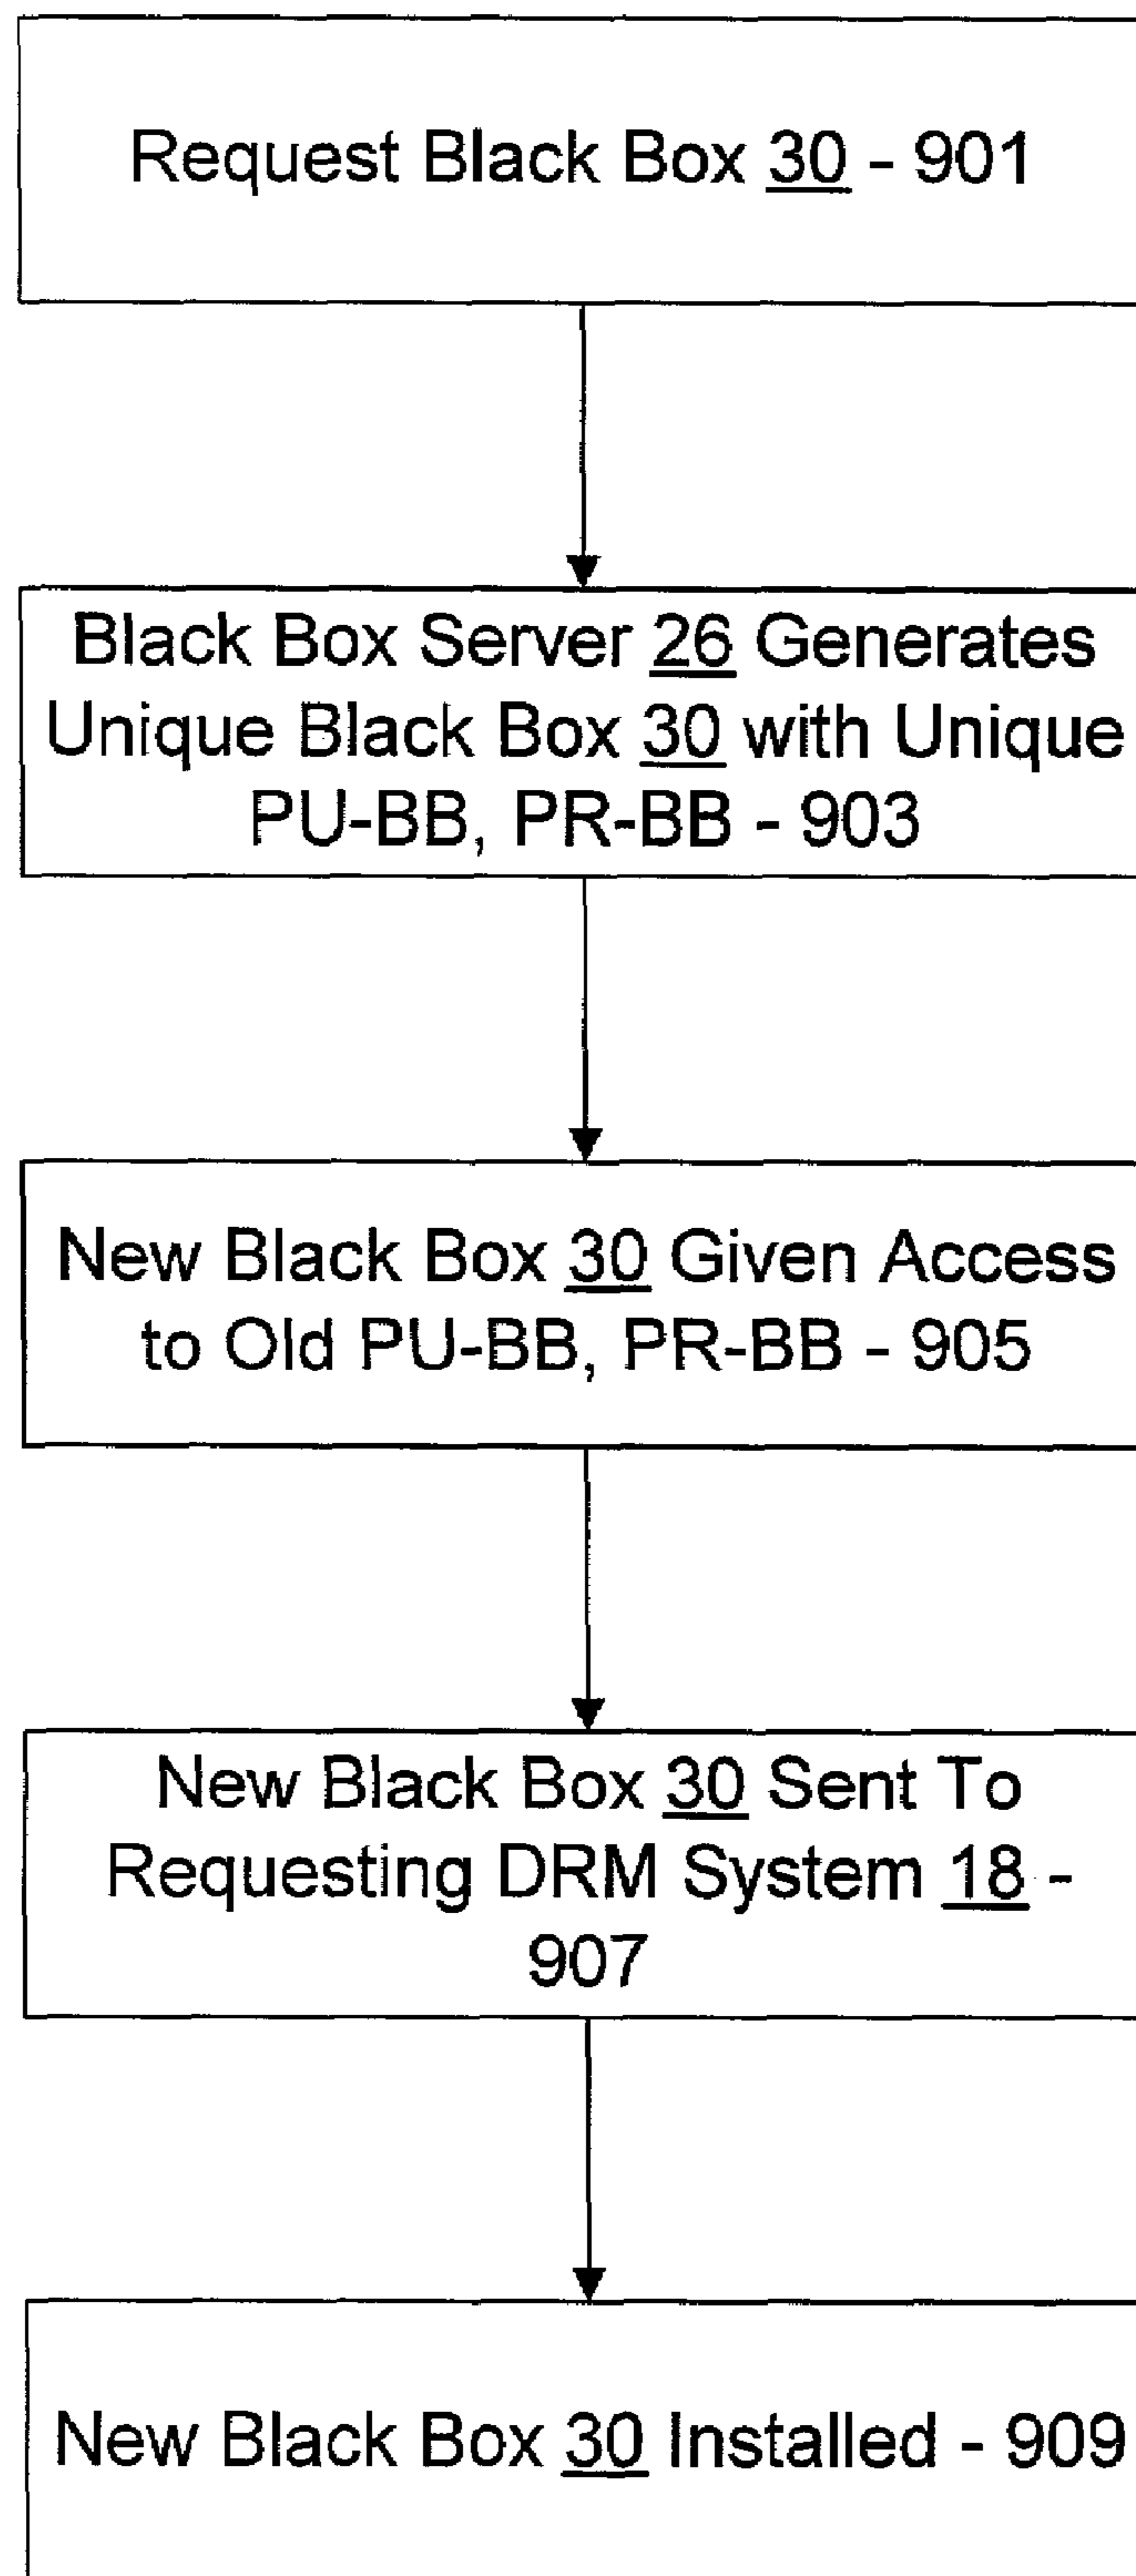 Request Black Box 30 - 901
Black Box Server 26 Generates
Unique Black Box 30 with Unique
PU-BB, PR-BB - 903
New Black Box 30 Given Access
to Old PU-BB, PR-BB - 905
New Black Box 30 Sent To
Requesting DRM System 18 -
907
New Black Box 30 Installed - 909